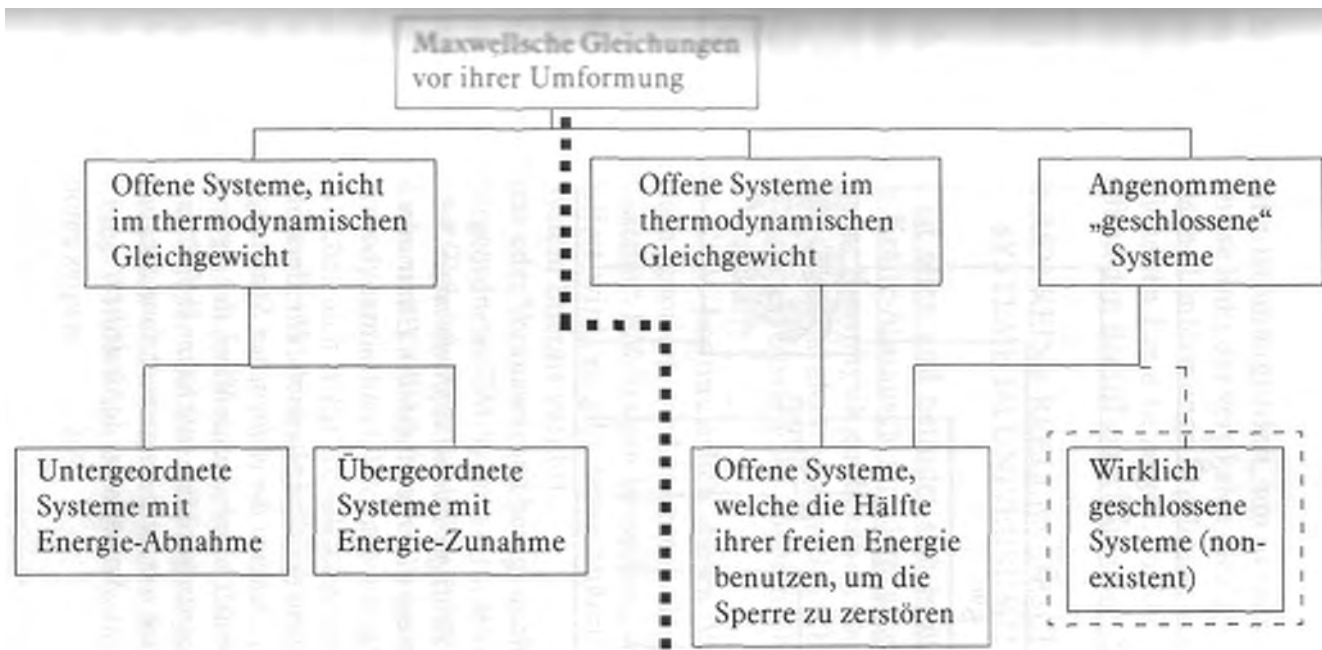 Maxwellsche Gleichungen
vor ihrer Umformung
Offene Systeme, nicht
im thermodynamischen
Gleichgewicht
Offene Systeme im
thermodynamischen
Gleichgewicht
Angenommene
„geschlossene“
Systeme
Untergeordnete
Systeme mit
Energie-Abnahme
Übergeordnete
Systeme mit
Energie-Zunahme
Offene Systeme,
welche die Hälfte
ihrer freien Energie
benutzen, um die
Sperre zu zerstören
Wirklich
geschlossene
Systeme (non-
existent)